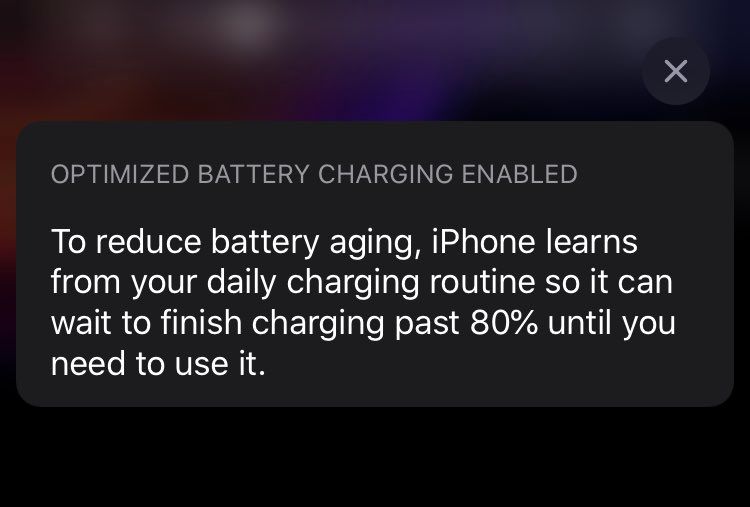 OPTIMIZED BATTERY CHARGING ENABLED
To reduce battery aging, iPhone learns
from your daily charging routine so it can
wait to finish charging past 80% until you
need to use it.